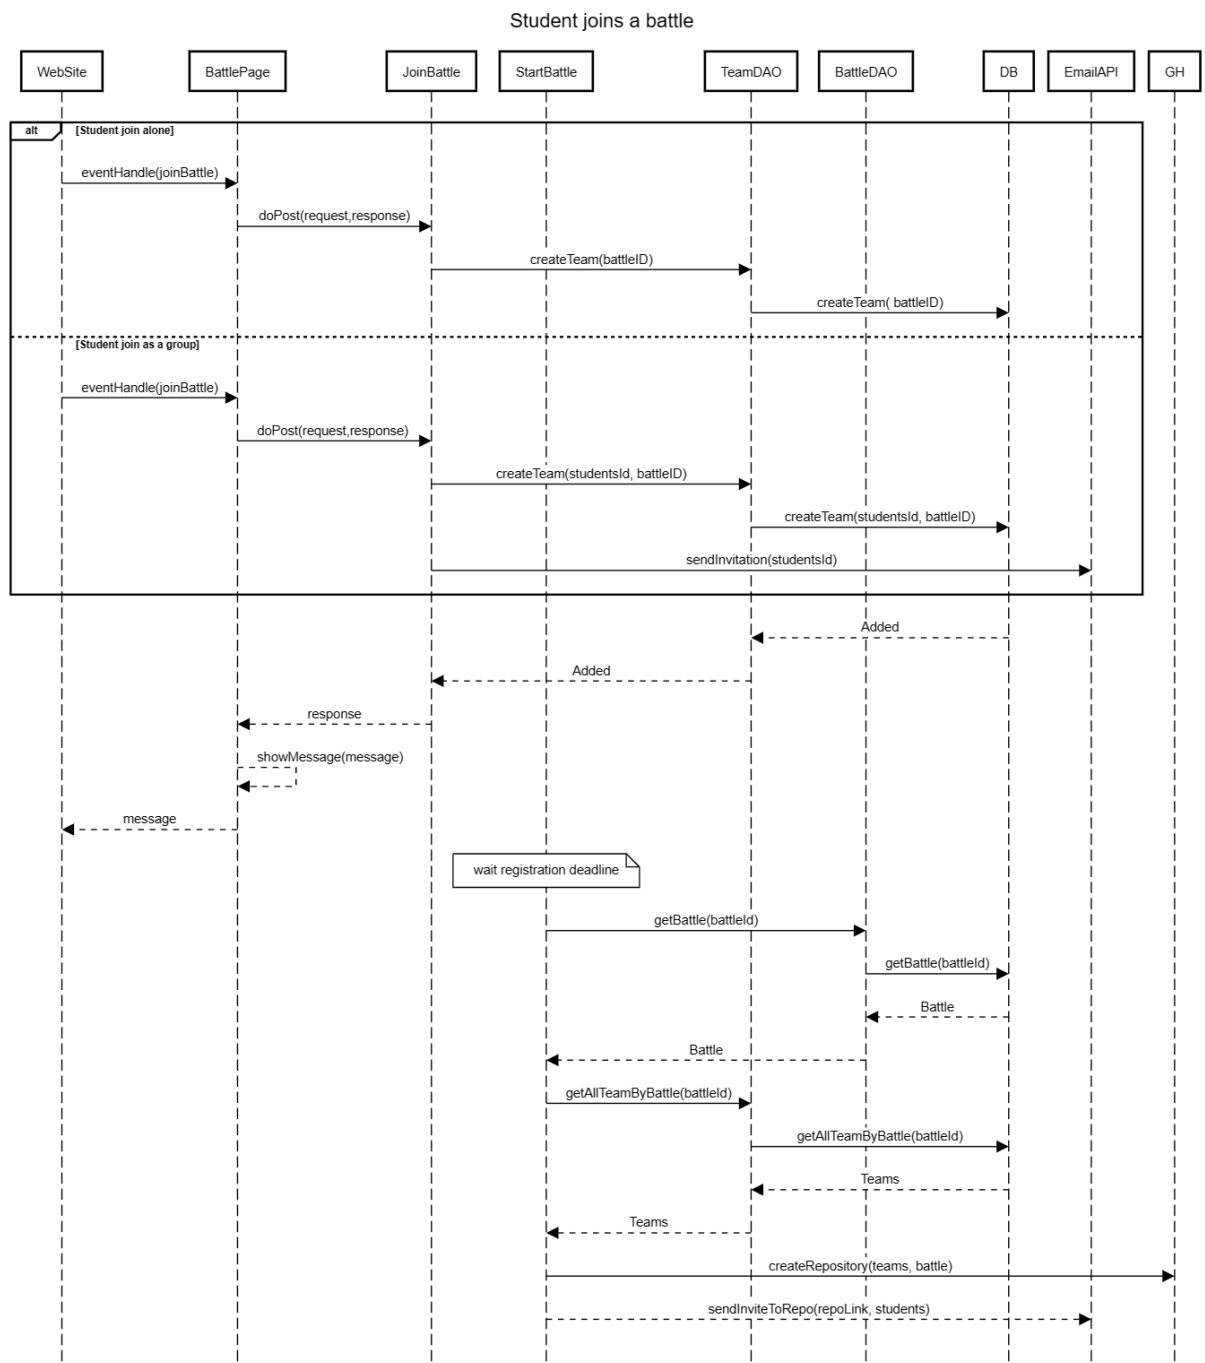 Student joins a battle
WebSite BattlePage JoinBattle StartBattle TeamDAO BattleDAO DB EmailAPI GH
alt [Student join alone]
eventHandle(joinBattle)
doPost(request,response)
createTeam(battleID)
createTeam( battleID)
[Student join as a group]
eventHandle(joinBattle)
doPost(request,response)
createTeam(studentsId, battleID)
createTeam(studentsId, battleID)
sendInvitation(studentsId)
Added
Added
response
showMessage(message)
message
wait registration deadline
getBattle(battleId)
getBattle(battleId)
Battle
Battle
getAllTeamByBattle(battleId)
getAllTeamByBattle(battleId)
Teams
Teams
createRepository(teams, battle)
sendInviteToRepo(repoLink, students)